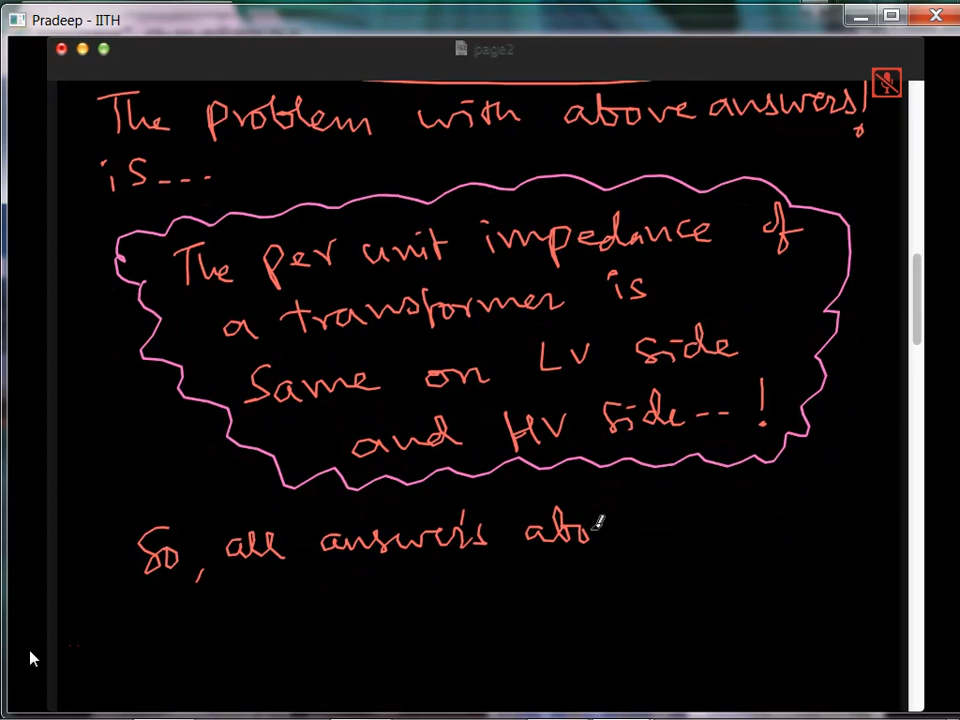 Pradeep - IITH
page2
The problem with above answers!
is...
The per unit impedance of
a transformer is
Same on LV side
and HV side--!
So, all answers abo